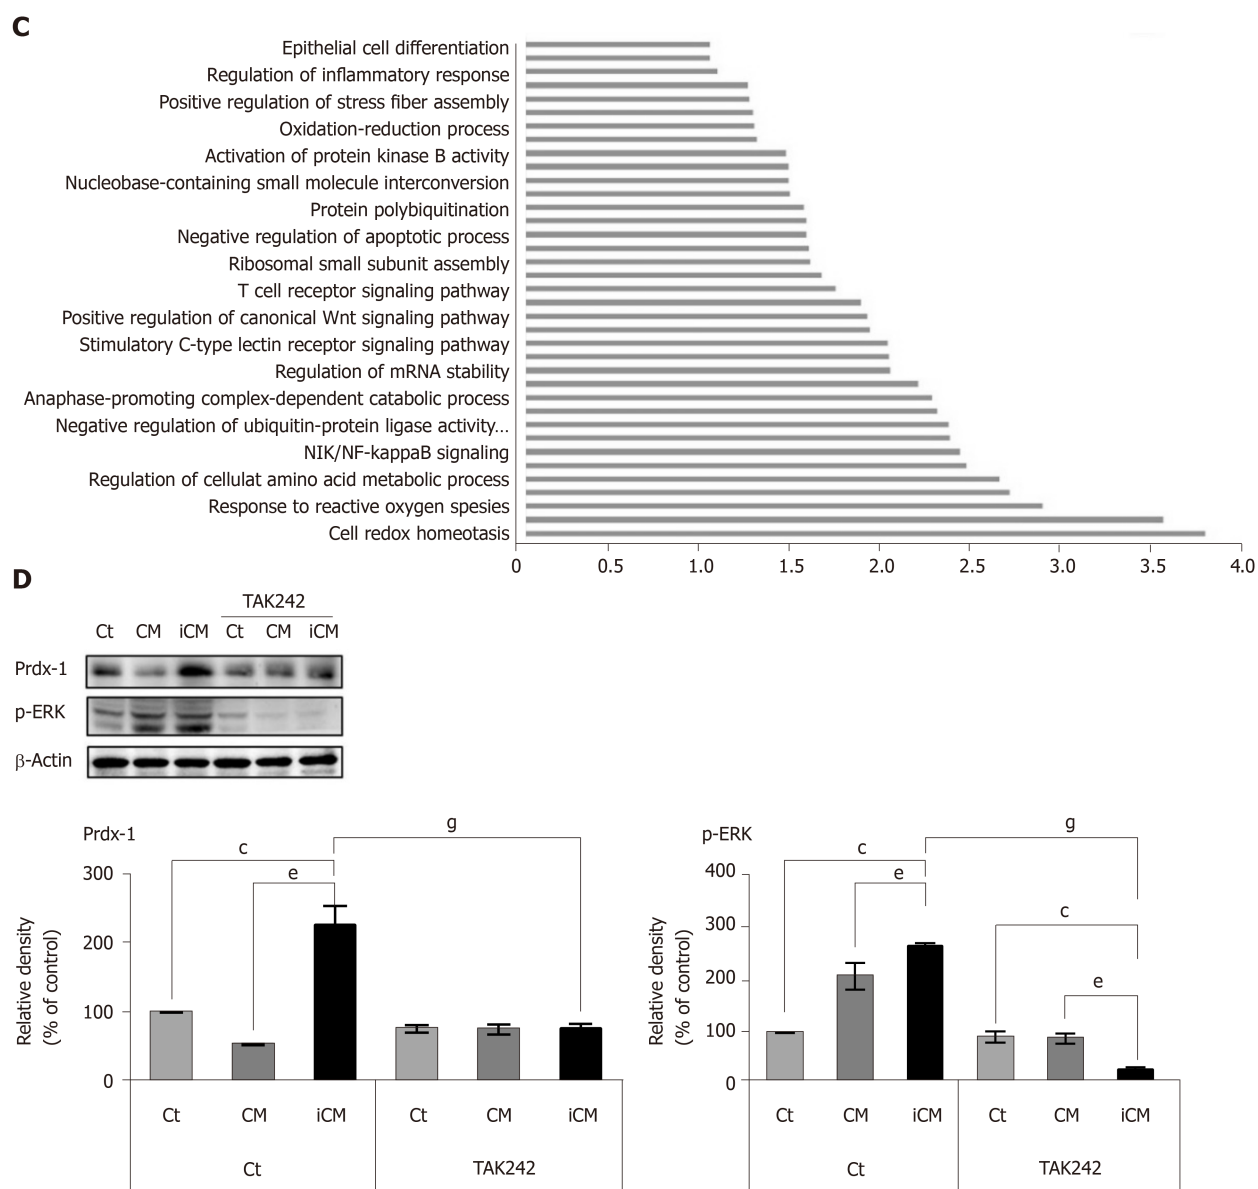 C
Epithelial cell differentiation
Regulation of inflammatory response
Positive regulation of stress fiber assembly
Oxidation-reduction process
Activation of protein kinase B activity
Nucleobase-containing small molecule interconversion
Protein polybiquitination
Negative regulation of apoptotic process
Ribosomal small subunit assembly
T cell receptor signaling pathway
Positive regulation of canonical Wnt signaling pathway
Stimulatory C-type lectin receptor signaling pathway
Regulation of mRNA stability
Anaphase-promoting complex-dependent catabolic process
Negative regulation of ubiquitin-protein ligase activity...
NIK/NF-kappaB signaling
Regulation of cellulat amino acid metabolic process
Response to reactive oxygen spesies
Cell redox homeotasis
0 0.5 1.0 1.5 2.0 2.5 3.0 3.5 4.0
D
TAK242
Ct CM iCM Ct CM iCM
Prdx-1
p-ERK
β-Actin
Prdx-1
g
c
e
300
200
100
0
Relative density
(% of control)
Ct CM iCM Ct CM iCM
Ct TAK242
p-ERK
g
c
e
c
e
400
300
200
100
0
Relative density
(% of control)
Ct CM iCM Ct CM iCM
Ct TAK242